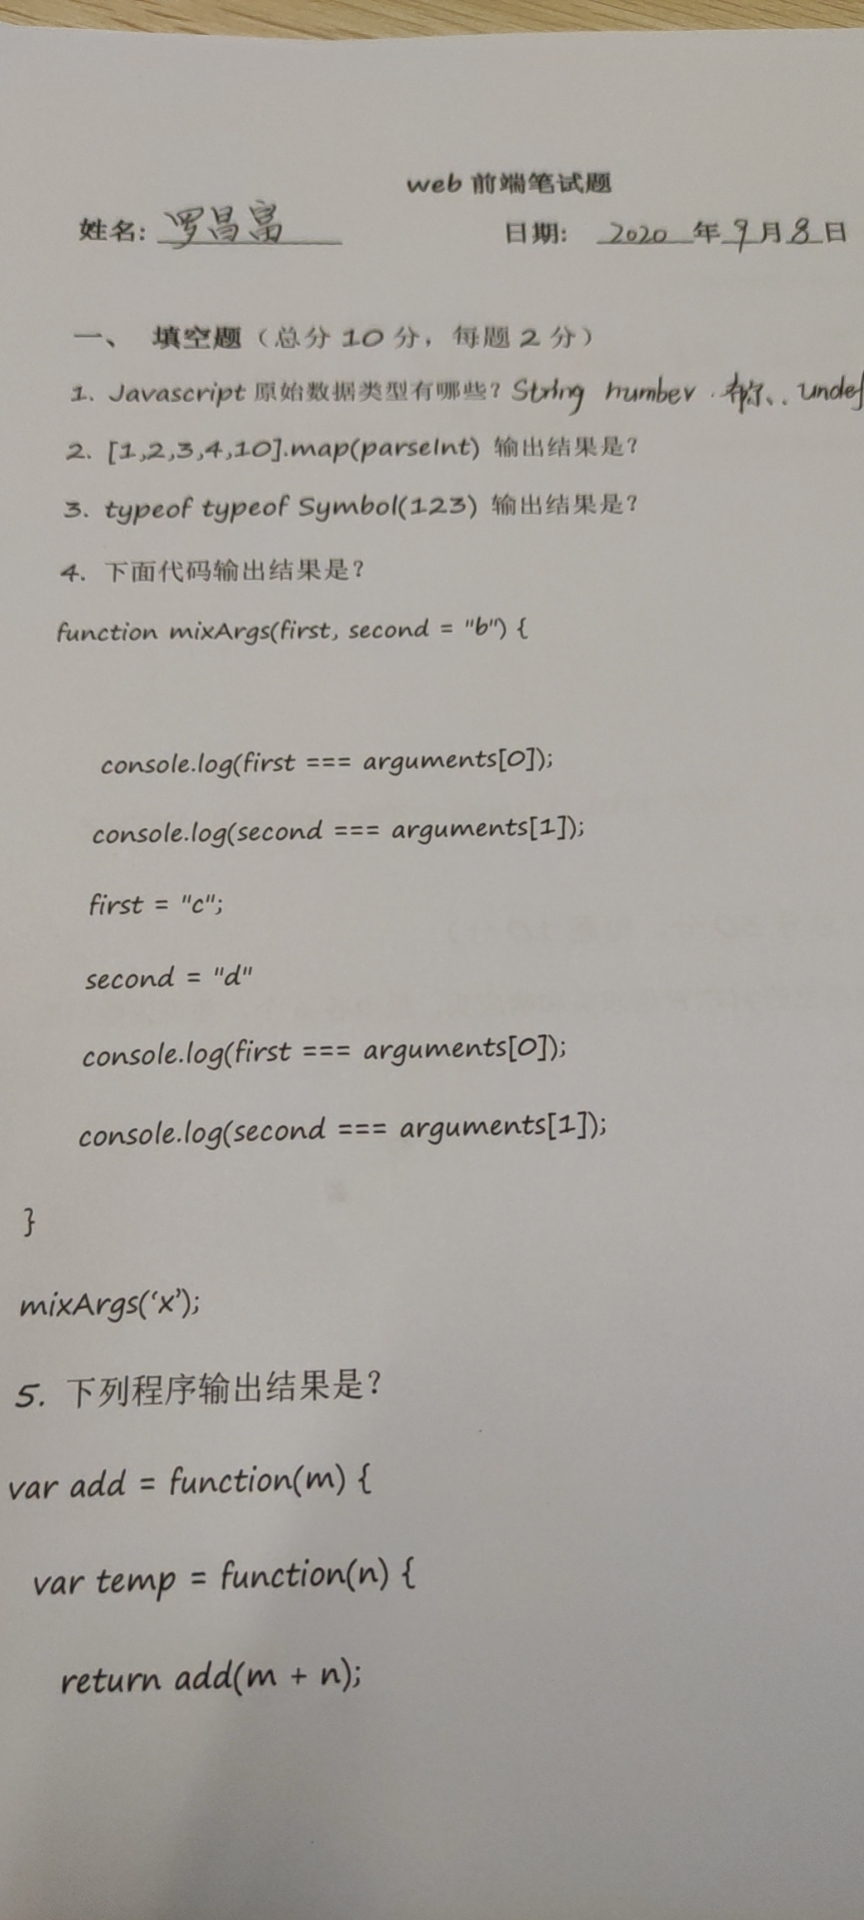 web 前端笔试题
姓名: 罗昌富 日期: 2020 年 9 月 8 日
一、 填空题（总分 10 分，每题 2 分）
1. Javascript 原始数据类型有哪些? String number undef
2. [1,2,3,4,10].map(parseInt) 输出结果是?
3. typeof typeof Symbol(123) 输出结果是?
4. 下面代码输出结果是?
function mixArgs(first, second = "b") {
console.log(first === arguments[0]);
console.log(second === arguments[1]);
first = "c";
second = "d"
console.log(first === arguments[0]);
console.log(second === arguments[1]);
}
mixArgs(‘x’);
5. 下列程序输出结果是?
var add = function(m) {
var temp = function(n) {
return add(m + n);